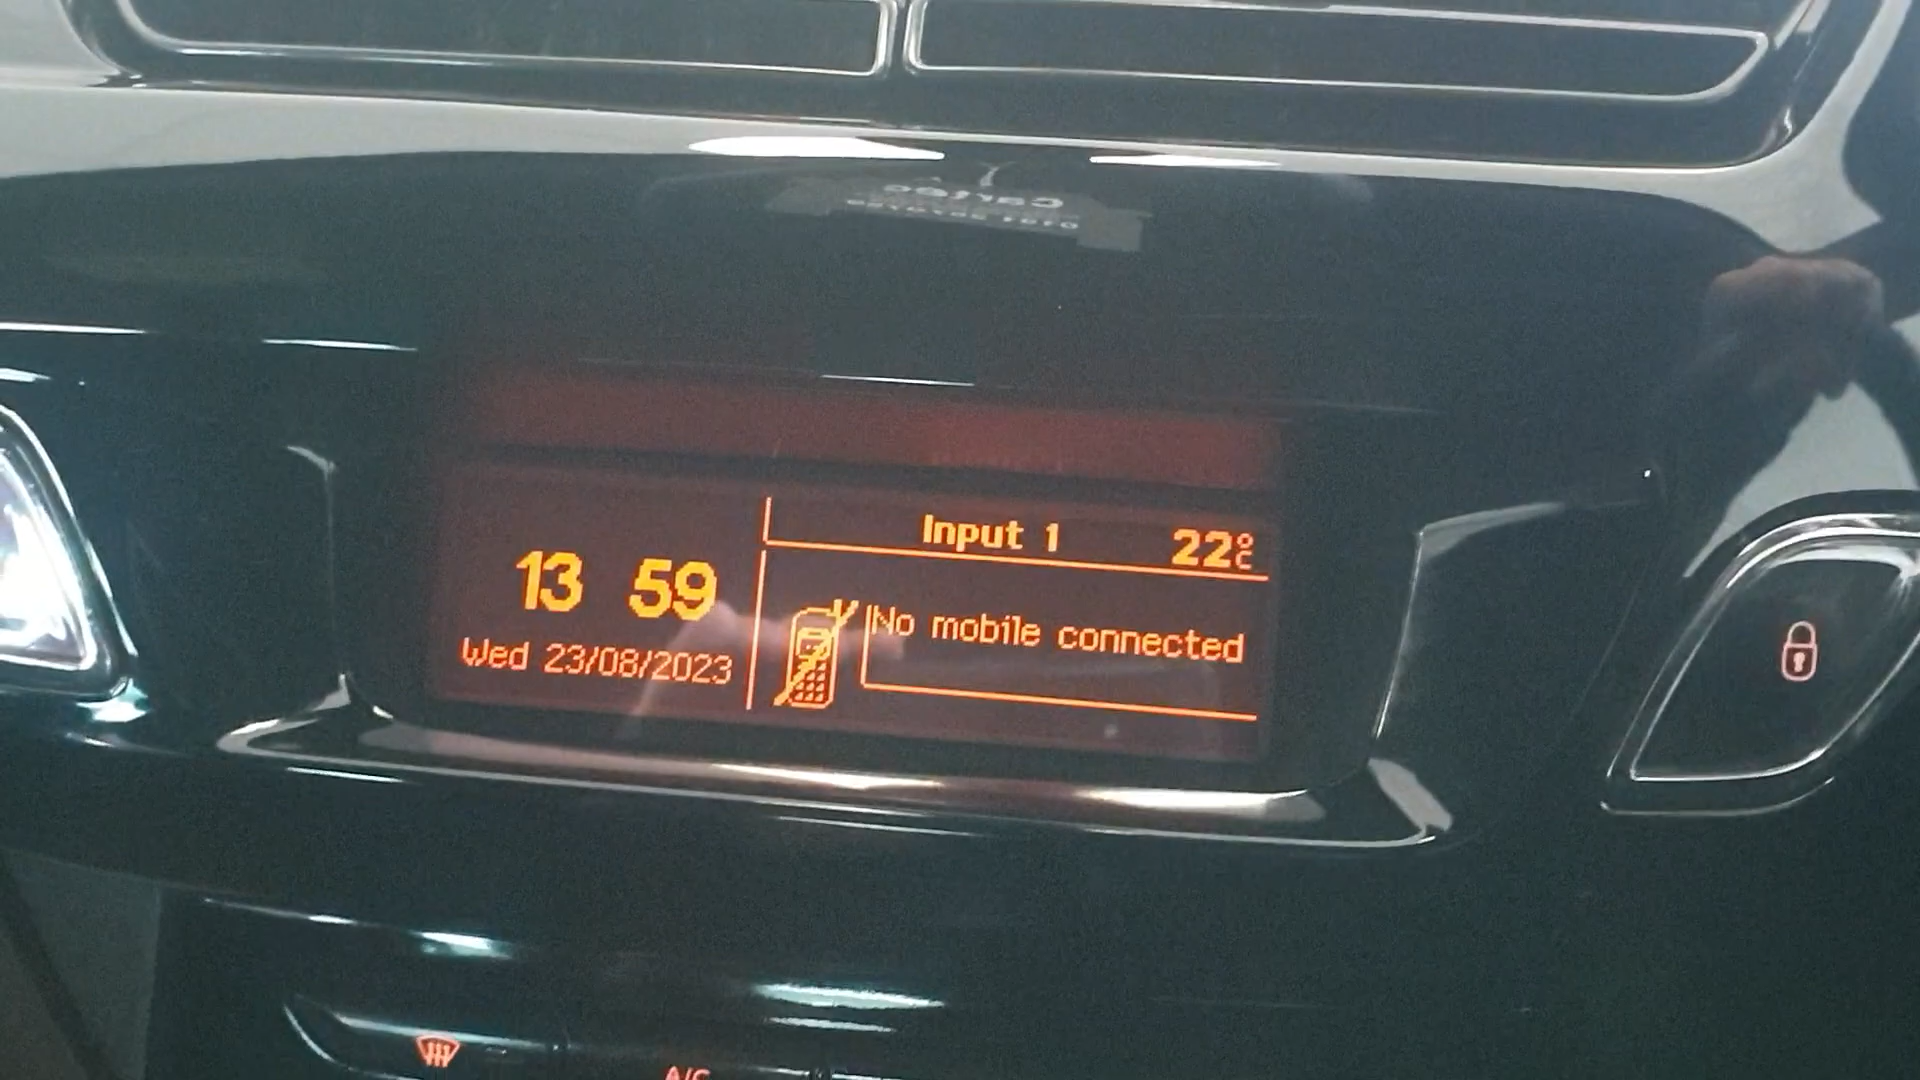 13 59
Wed 23/08/2023
Input 1
22°C
No mobile connected
A/C